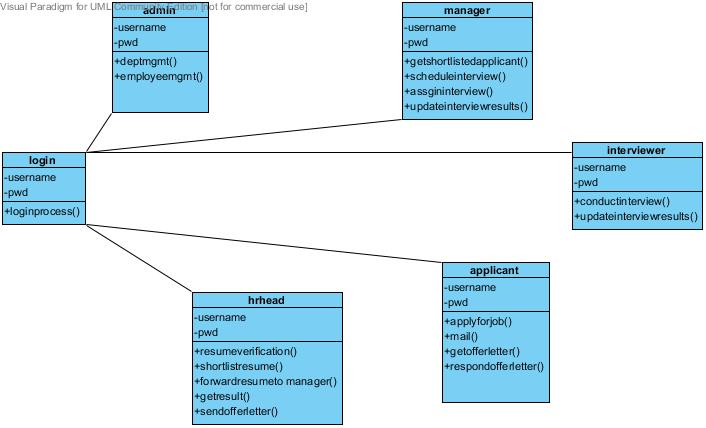 Visual Paradigm for UML Community Edition [not for commercial use]
admin
-username
-pwd
+deptmgmt()
+employeemgmt()
manager
-username
-pwd
+getshortlistedapplicant()
+scheduleinterview()
+assgininterview()
+updateinterviewresults()
login
-username
-pwd
+loginprocess()
interviewer
-username
-pwd
+conductinterview()
+updateinterviewresults()
applicant
-username
-pwd
+applyforjob()
+mail()
+getofferletter()
+respondofferletter()
hrhead
-username
-pwd
+resumeverification()
+shortlistresume()
+forwardresumeto manager()
+getresult()
+sendofferletter()